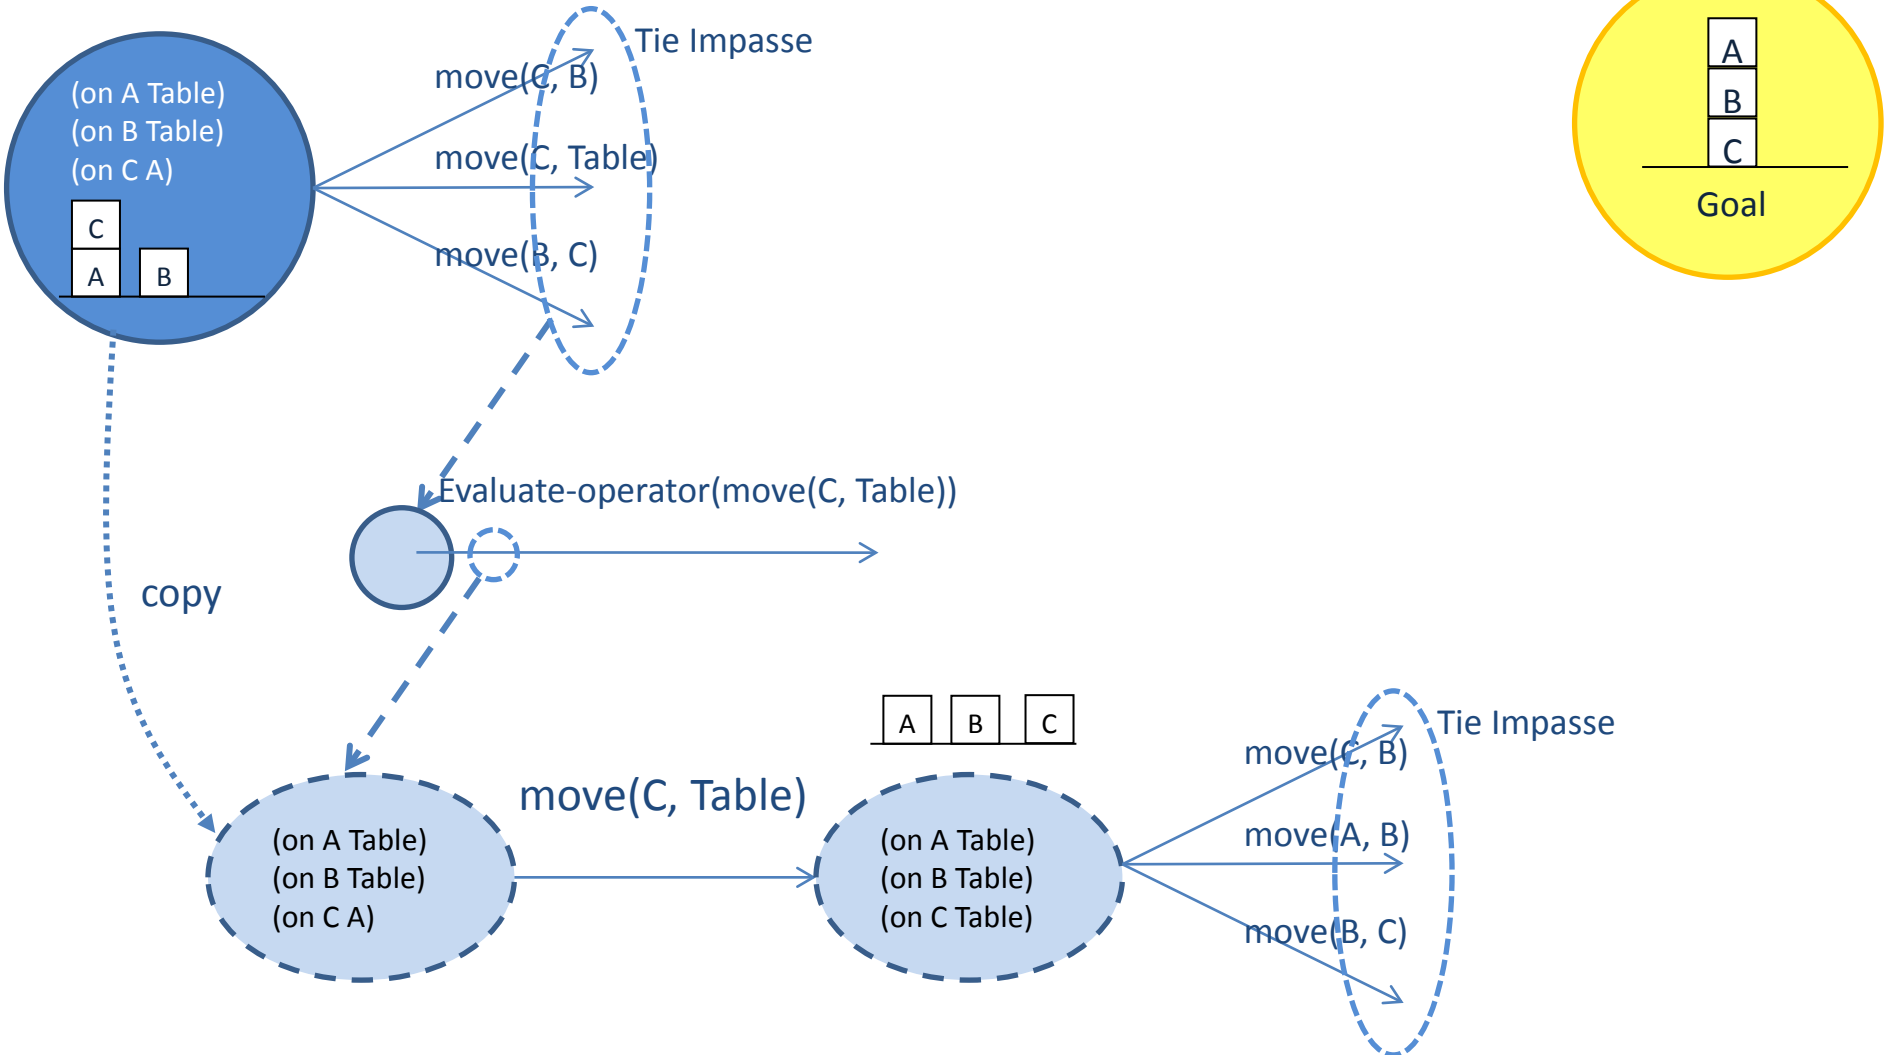 Tie Impasse
move(C, B)
(on A Table)
(on B Table)
(on C A)
move(C, Table)
move(B, C)
C
A
B
A
B
C
Goal
Evaluate-operator(move(C, Table))
copy
A
B
C
move(C, Table)
(on A Table)
(on B Table)
(on C A)
(on A Table)
(on B Table)
(on C Table)
Tie Impasse
move(C, B)
move(A, B)
move(B, C)